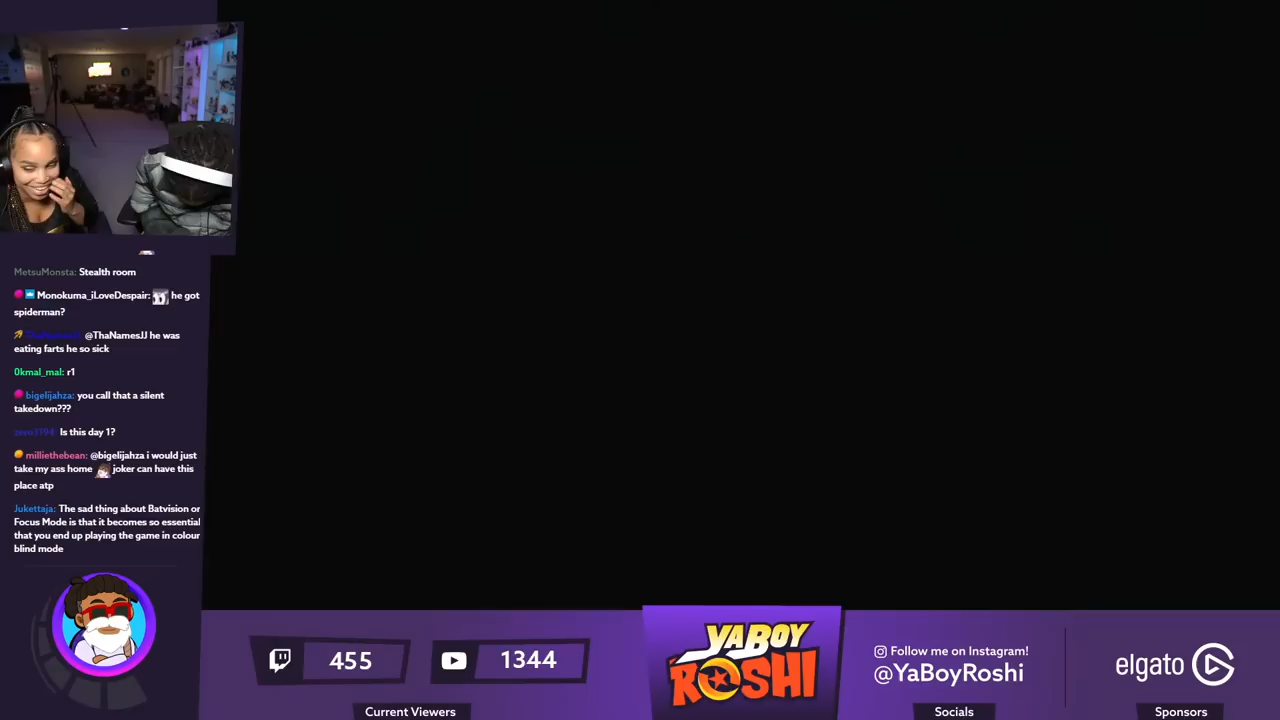 MetsuMonsta: Stealth room
Monokuma_iLoveDespair: he got
spiderman?
@ThaNamesJJ he was
eating farts he so sick
0kmal_mal: r1
bigelijahza: you call that a silent
takedown???
Is this day 1?
milliethebean: @bigelijahza i would just
take my ass home joker can have this
place atp
Jukettaja: The sad thing about Batvision or
Focus Mode is that it becomes so essential
that you end up playing the game in colour
blind mode
455
1344
Current Viewers
YABOY
ROSHI
Follow me on Instagram!
@YaBoyRoshi
Socials
elgato
Sponsors